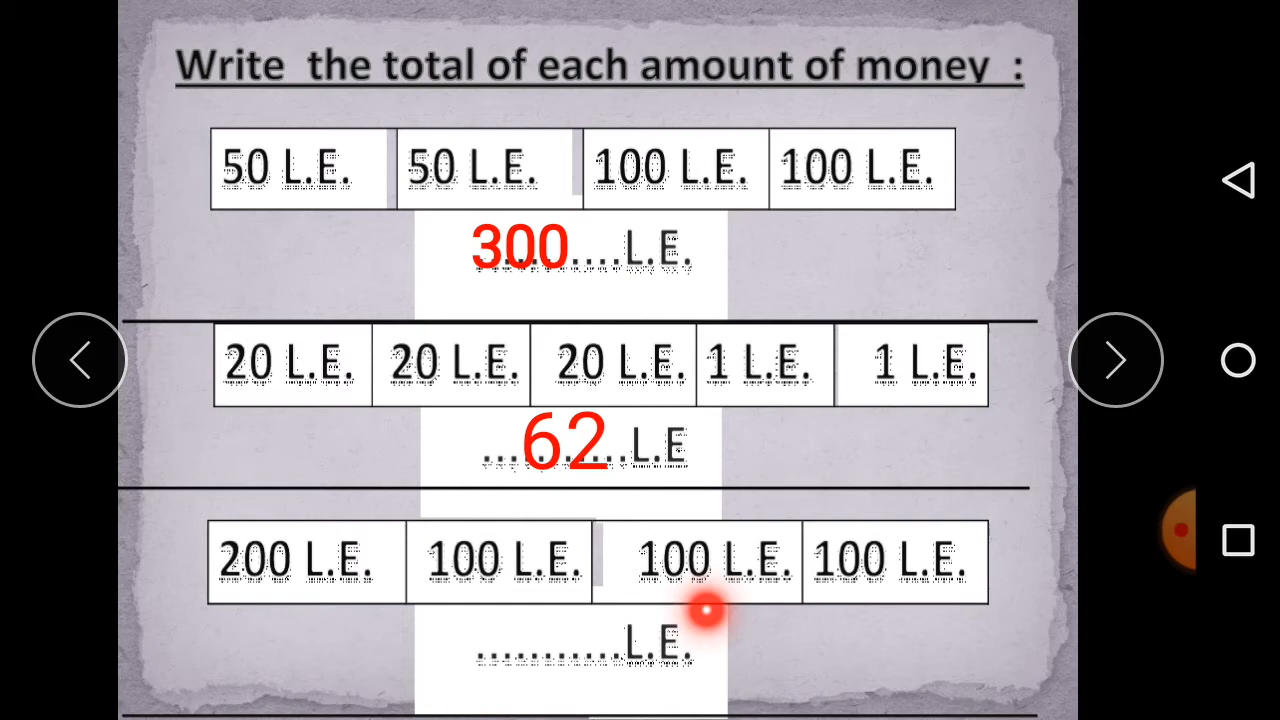 Write the total of each amount of money :
50 L.E. 50 L.E. 100 L.E. 100 L.E.
300....L.E.
20 L.E. 20 L.E. 20 L.E. 1 L.E. 1 L.E.
...62..L.E
200 L.E. 100 L.E. 100 L.E. 100 L.E.
...........L.E.